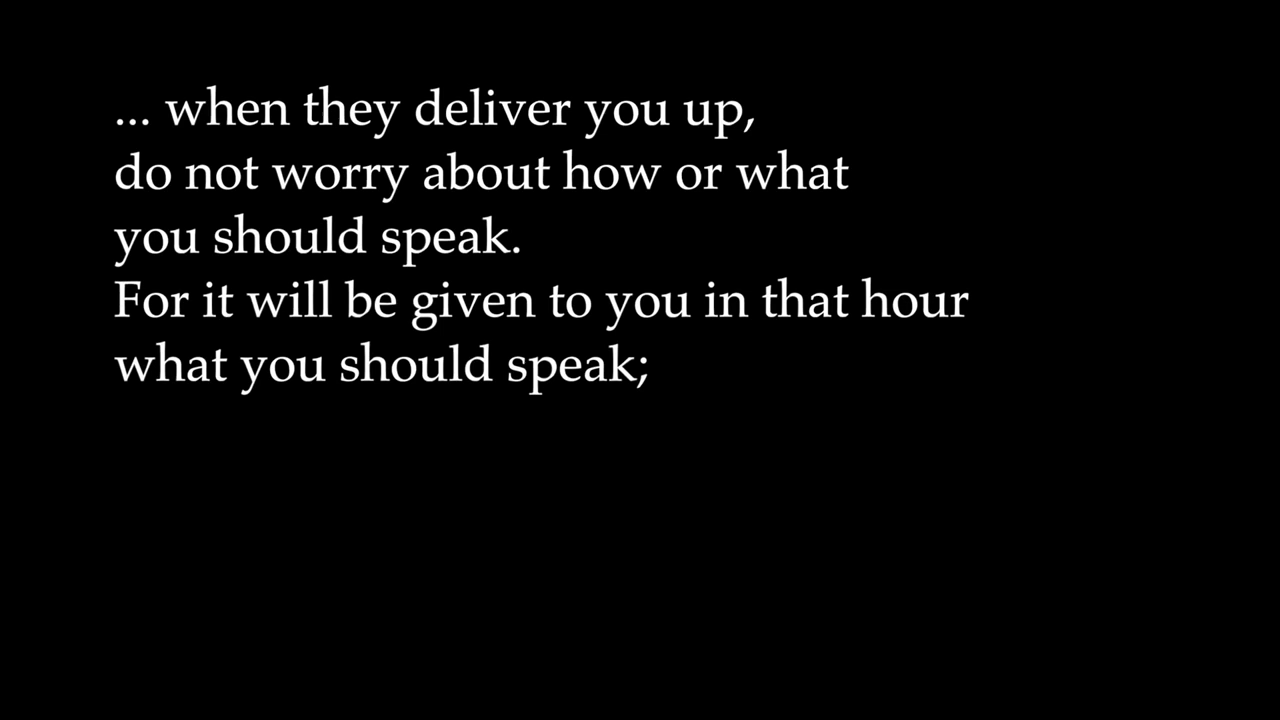 ... when they deliver you up,
do not worry about how or what
you should speak.
For it will be given to you in that hour
what you should speak;